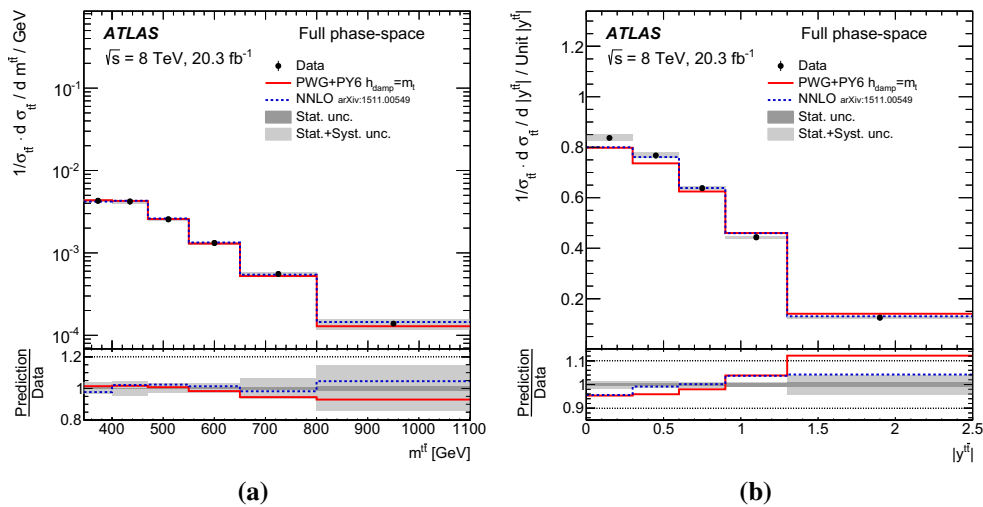 ATLAS Full phase-space
√s = 8 TeV, 20.3 fb⁻¹
Data
PWG+PY6 h_damp=m_t
NNLO arXiv:1511.00549
Stat. unc.
Stat.+Syst. unc.
1/σ_tt̄ · d σ_tt̄ / d m^tt̄ / GeV
10⁻¹
10⁻²
10⁻³
10⁻⁴
Prediction
Data
1.2
1
0.8
400 500 600 700 800 900 1000 1100
m^tt̄ [GeV]
(a)
ATLAS Full phase-space
√s = 8 TeV, 20.3 fb⁻¹
Data
PWG+PY6 h_damp=m_t
NNLO arXiv:1511.00549
Stat. unc.
Stat.+Syst. unc.
1/σ_tt̄ · d σ_tt̄ / d |y^tt̄| / Unit |y^tt̄|
1.2
1
0.8
0.6
0.4
0.2
Prediction
Data
1.1
1
0.9
0 0.5 1 1.5 2 2.5
|y^tt̄|
(b)